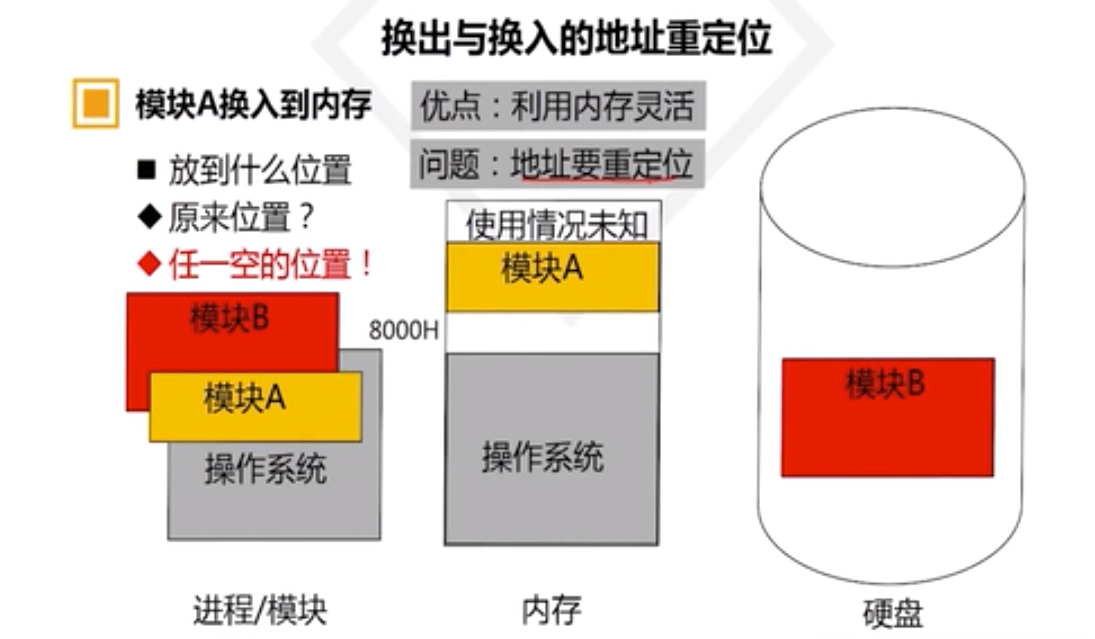 换出与换入的地址重定位
模块A换入到内存
优点：利用内存灵活
问题：地址要重定位
放到什么位置
原来位置？
任一空的位置！
模块B
模块A
操作系统
进程/模块
使用情况未知
模块A
8000H
操作系统
内存
模块B
硬盘